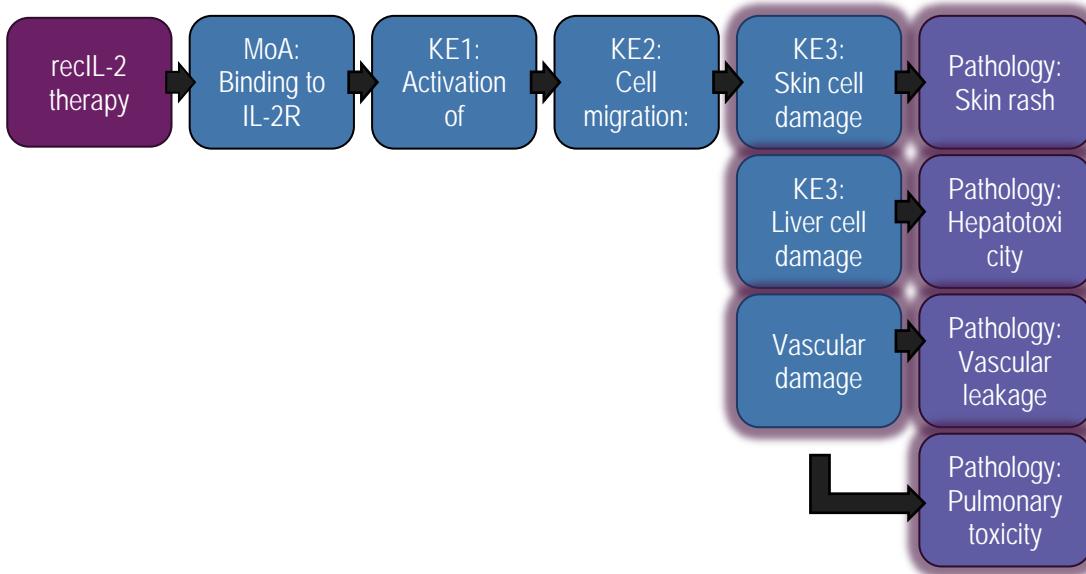 recIL-2
therapy
MoA:
Binding to
IL-2R
KE1:
Activation
of
KE2:
Cell
migration:
KE3:
Skin cell
damage
Pathology:
Skin rash
KE3:
Liver cell
damage
Pathology:
Hepatotoxi
city
Vascular
damage
Pathology:
Vascular
leakage
Pathology:
Pulmonary
toxicity